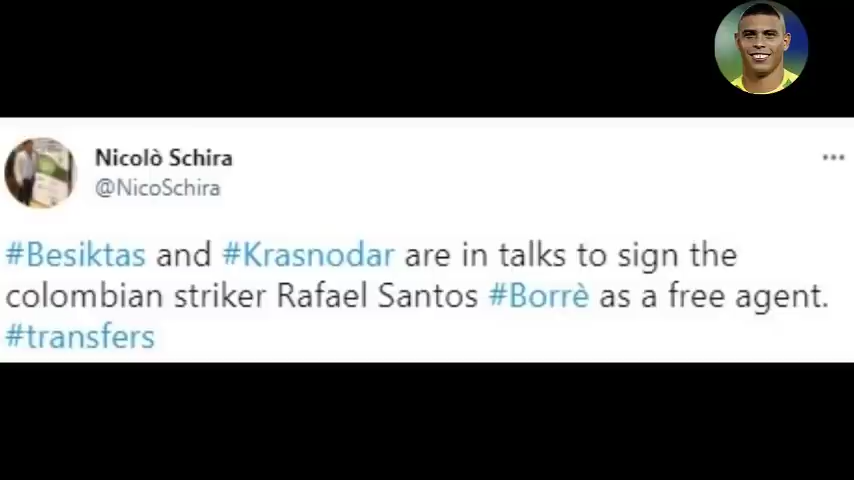 Nicolò Schira
@NicoSchira
#Besiktas and #Krasnodar are in talks to sign the
colombian striker Rafael Santos #Borrè as a free agent.
#transfers